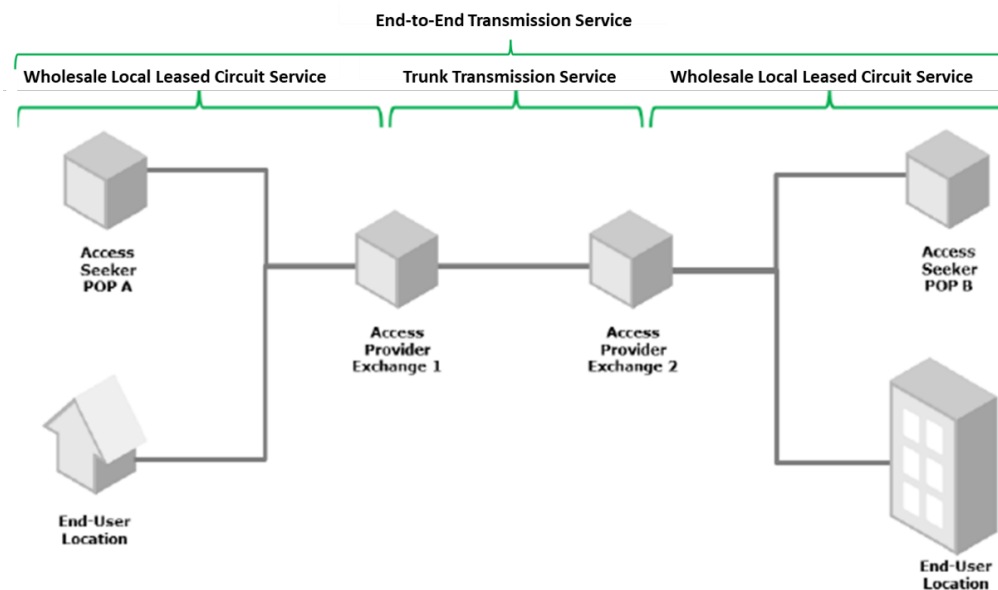 End-to-End Transmission Service
Wholesale Local Leased Circuit Service
Trunk Transmission Service
Wholesale Local Leased Circuit Service
Access
Seeker
POP A
Access
Seeker
POP B
Access
Provider
Exchange 1
Access
Provider
Exchange 2
End-User
Location
End-User
Location